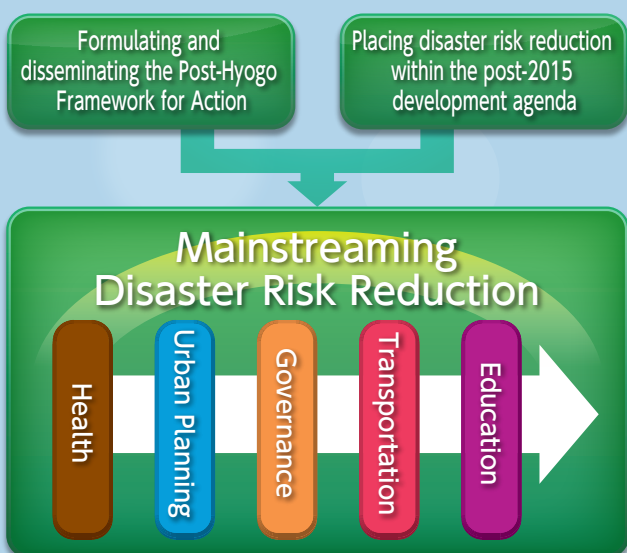 Formulating and
disseminating the Post-Hyogo
Framework for Action
Placing disaster risk reduction
within the post-2015
development agenda
Mainstreaming
Disaster Risk Reduction
Health
Urban Planning
Governance
Transportation
Education